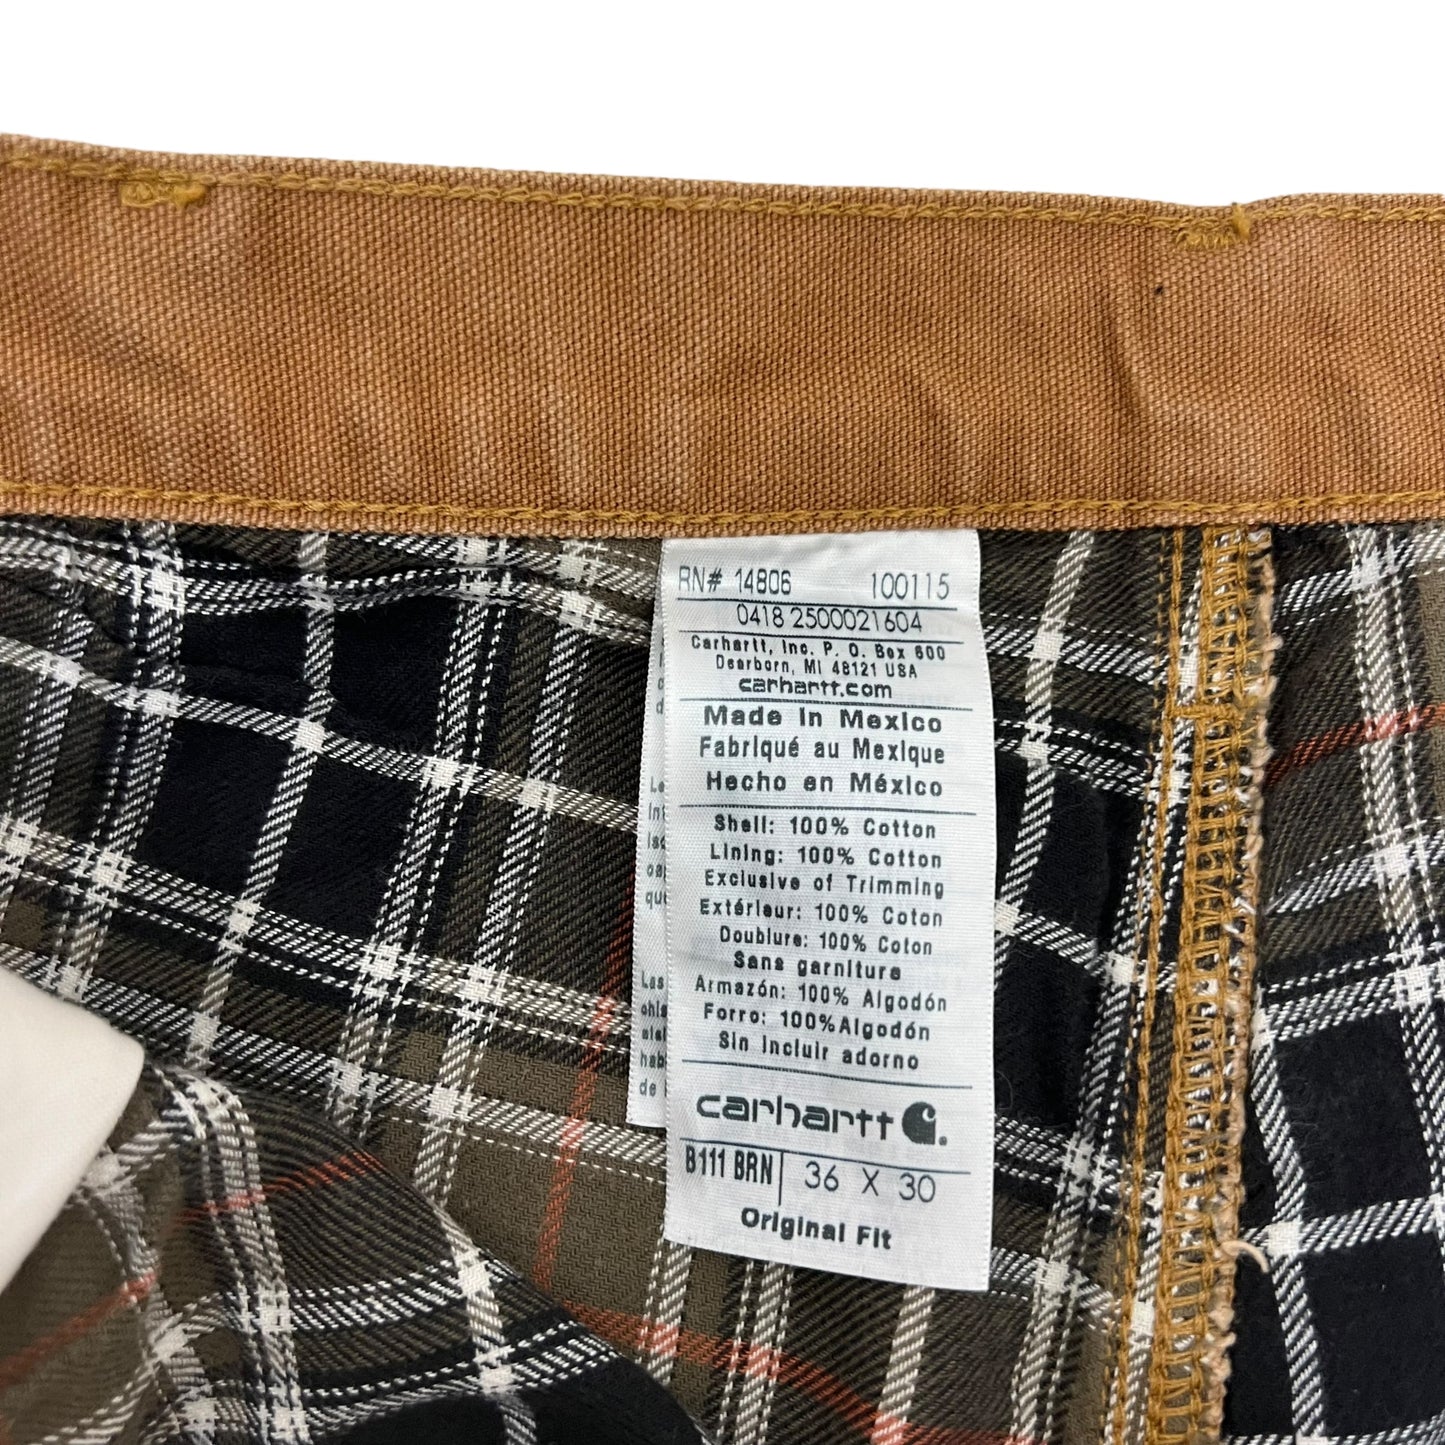 RN# 14806 100115
0418 2500021604
Carhartt, Inc. P. O. Box 600
Dearborn, MI 48121 USA
carhartt.com
Made in Mexico
Fabriqué au Mexique
Hecho en México
Shell: 100% Cotton
Lining: 100% Cotton
Exclusive of Trimming
Extérieur: 100% Coton
Doublure: 100% Coton
Sans garniture
Armazón: 100% Algodón
Forro: 100%Algodón
Sin incluir adorno
carhartt
B111 BRN 36 X 30
Original Fit
Las
de